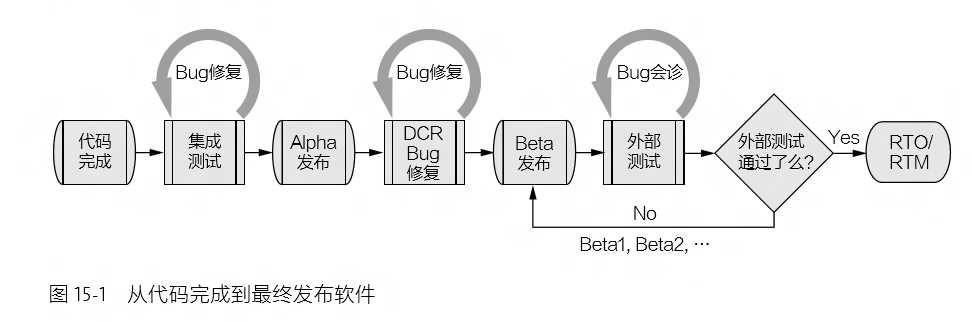 Bug修复
Bug修复
Bug会诊
代码
完成
集成
测试
Alpha
发布
DCR
Bug
修复
Beta
发布
外部
测试
外部测试
通过了么?
Yes
RTO/
RTM
No
Beta1, Beta2, …
图 15-1 从代码完成到最终发布软件